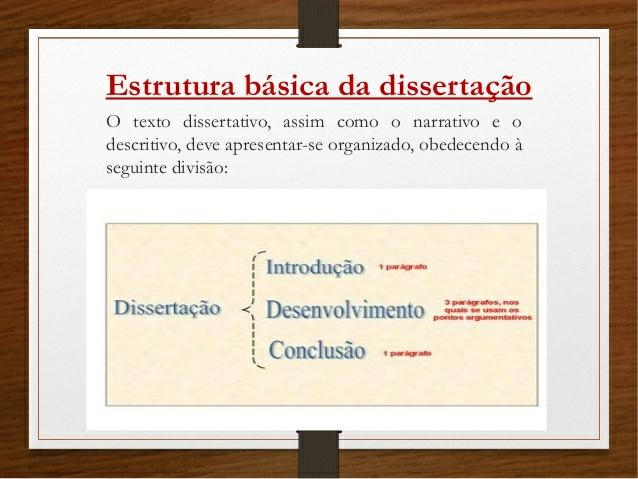 Estrutura básica da dissertação
O texto dissertativo, assim como o narrativo e o
descritivo, deve apresentar-se organizado, obedecendo à
seguinte divisão:
Introdução 1 parágrafo
Dissertação
Desenvolvimento
3 parágrafos, nos
quais se usam os
pontos argumentativos
Conclusão 1 parágrafo